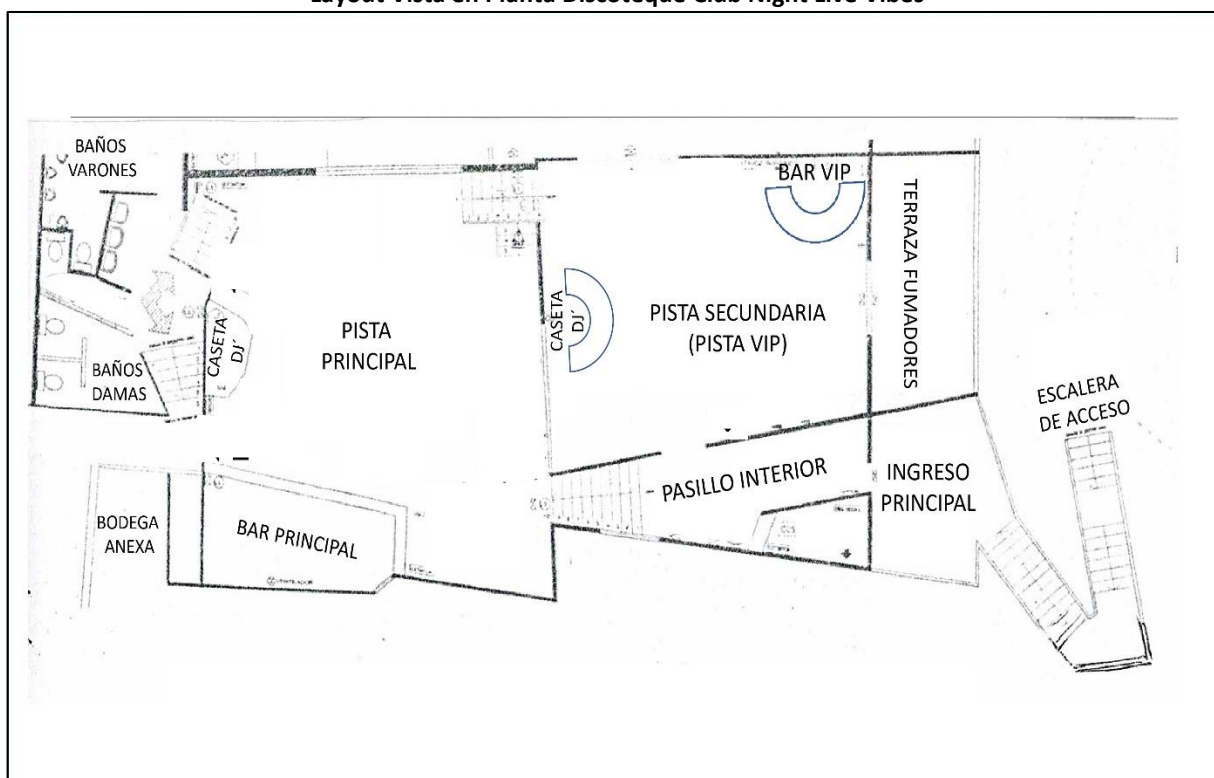 Layout Vista en Planta Discoteque Club Night Live Vibes
BAÑOS
VARONES
BAR VIP
TERRAZA FUMADORES
CASETA
DJ´
PISTA
PRINCIPAL
CASETA
DJ´
PISTA SECUNDARIA
(PISTA VIP)
BAÑOS
DAMAS
ESCALERA
DE ACCESO
PASILLO INTERIOR
INGRESO
PRINCIPAL
BODEGA
ANEXA
BAR PRINCIPAL
VENTILADOR